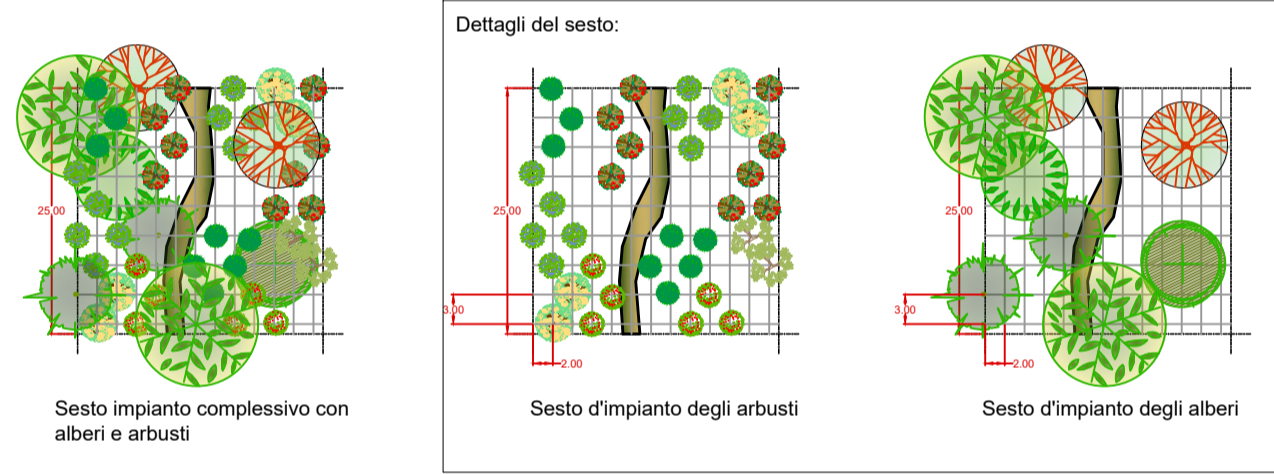 Dettagli del sesto:
25.00
25.00
3.00
2.00
25.00
3.00
2.00
Sesto impianto complessivo con
alberi e arbusti
Sesto d'impianto degli arbusti
Sesto d'impianto degli alberi